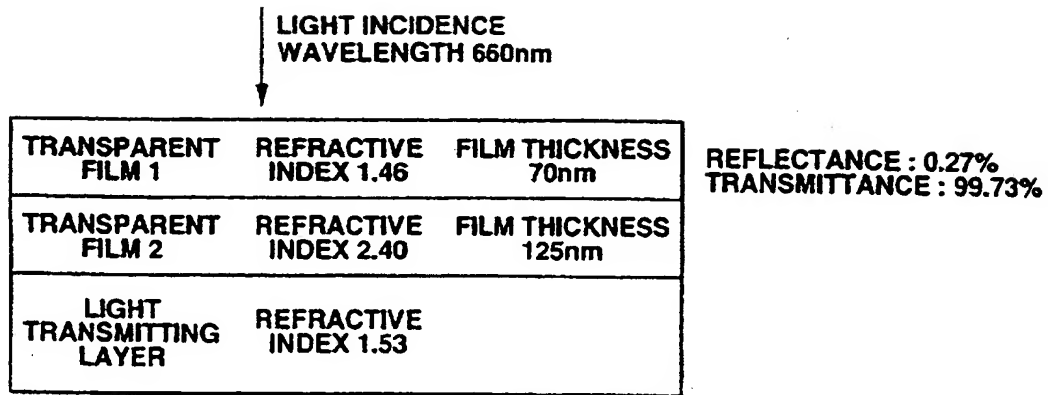 LIGHT INCIDENCE
WAVELENGTH 660nm
TRANSPARENT FILM 1 REFRACTIVE INDEX 1.46 FILM THICKNESS 70nm
REFLECTANCE : 0.27%
TRANSMITTANCE : 99.73%
TRANSPARENT FILM 2 REFRACTIVE INDEX 2.40 FILM THICKNESS 125nm
LIGHT TRANSMITTING LAYER REFRACTIVE INDEX 1.53